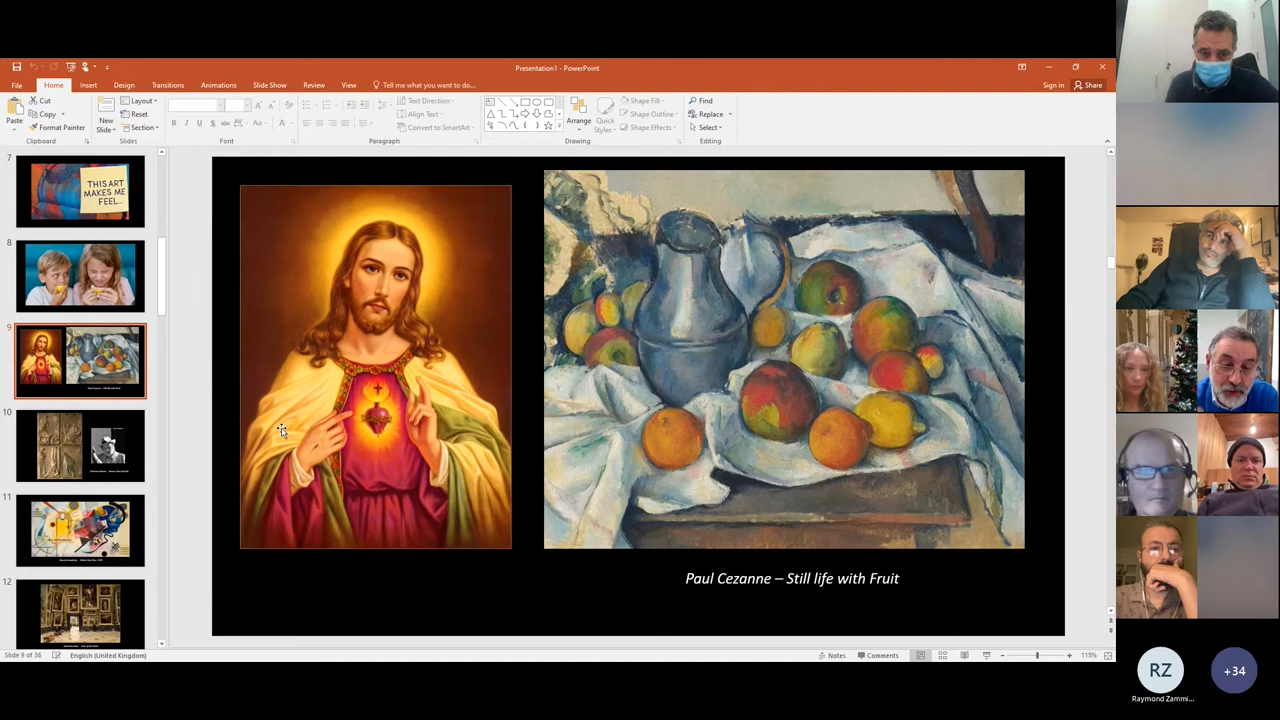 Presentation1 - PowerPoint
File Home Insert Design Transitions Animations Slide Show Review View Tell me what you want to do... Sign in Share
Paste
Cut
Copy
Format Painter
Clipboard
New
Slide
Layout
Reset
Section
Slides
Font
Text Direction
Align Text
Convert to SmartArt
Paragraph
Arrange
Quick
Styles
Shape Fill
Shape Outline
Shape Effects
Drawing
Find
Replace
Select
Editing
7
THIS ART
MAKES ME
FEEL...
8
9
10
11
12
Paul Cezanne – Still life with Fruit
Slide 9 of 36 English (United Kingdom) Notes Comments 115%
RZ
Raymond Zammi...
+34